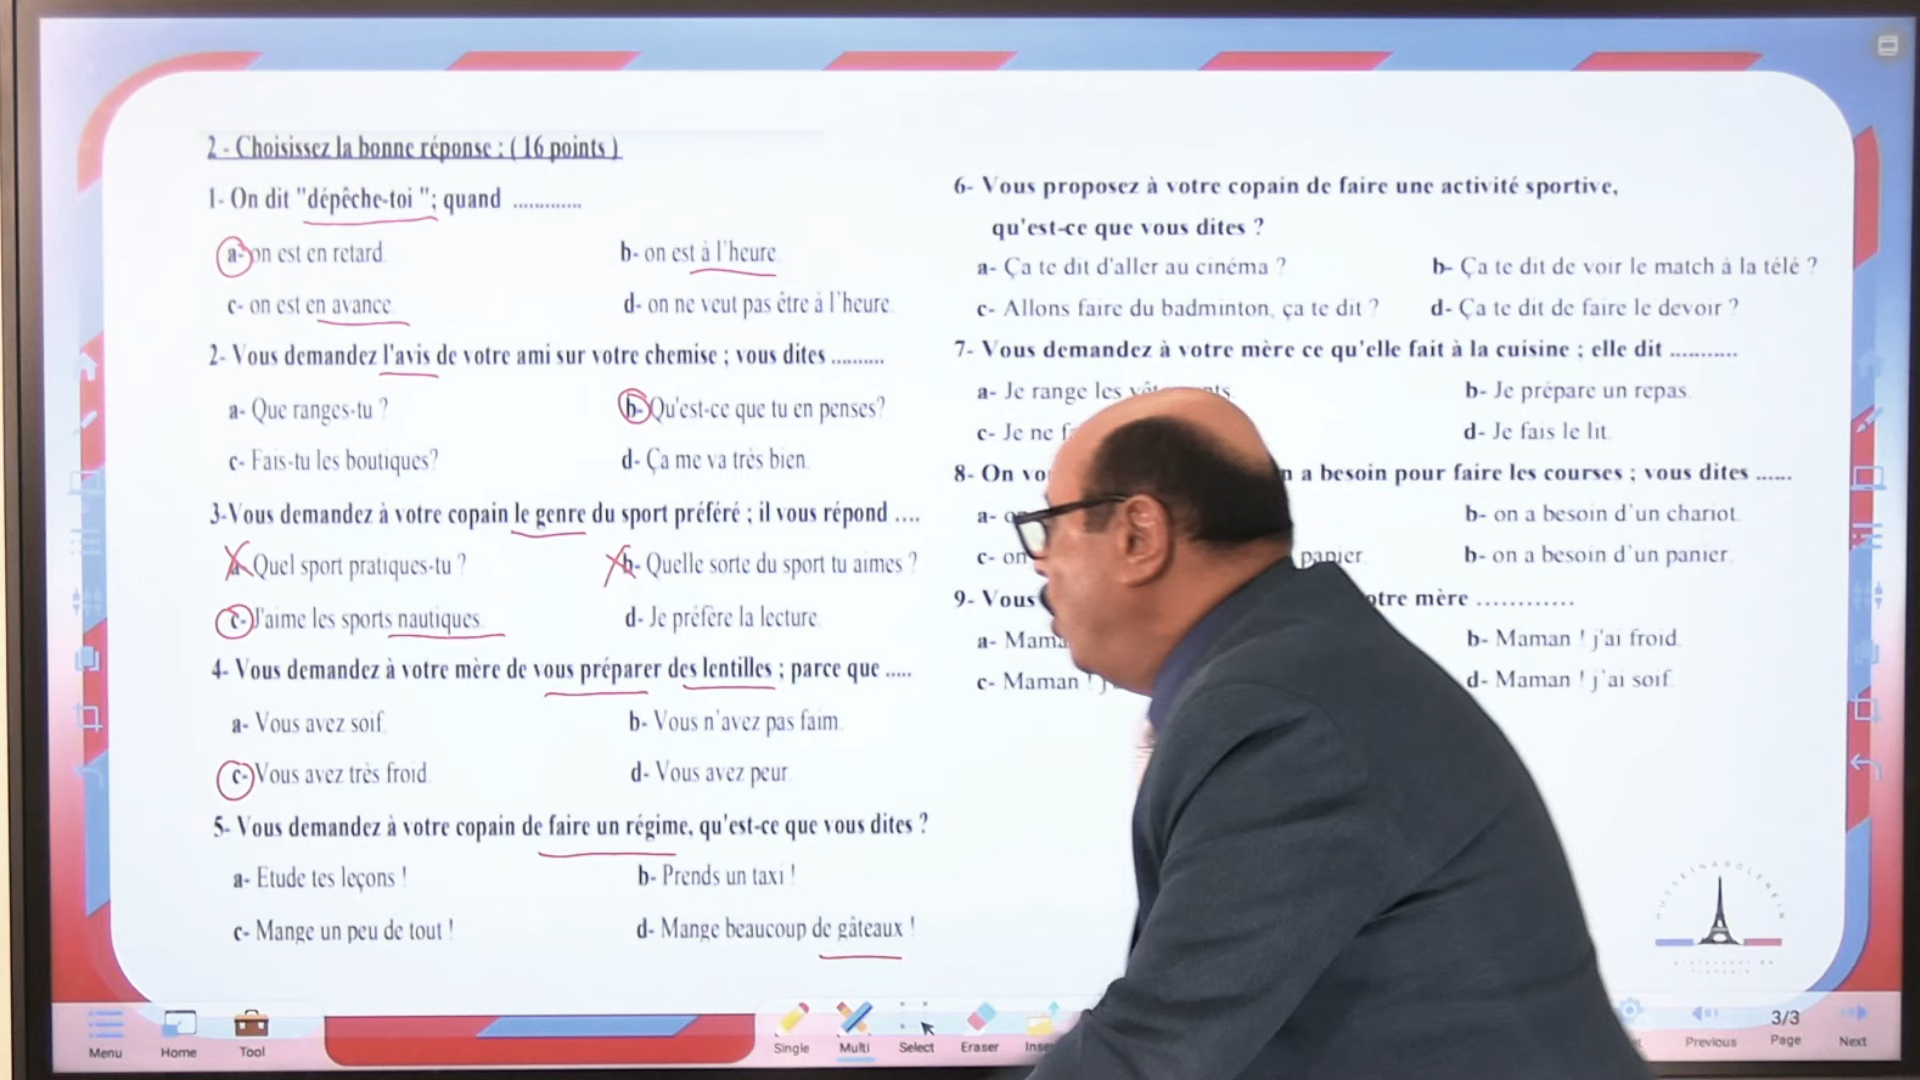 2 - Choisissez la bonne réponse : ( 16 points )
1- On dit "dépêche-toi "; quand .............
a- on est en retard.
b- on est à l'heure.
c- on est en avance.
d- on ne veut pas être à l'heure.
2- Vous demandez l'avis de votre ami sur votre chemise ; vous dites ..........
a- Que ranges-tu ?
b- Qu'est-ce que tu en penses?
c- Fais-tu les boutiques?
d- Ça me va très bien.
3-Vous demandez à votre copain le genre du sport préféré ; il vous répond ....
Quel sport pratiques-tu ?
b- Quelle sorte du sport tu aimes ?
c- J'aime les sports nautiques.
d- Je préfère la lecture.
4- Vous demandez à votre mère de vous préparer des lentilles ; parce que .....
a- Vous avez soif.
b- Vous n'avez pas faim.
c- Vous avez très froid.
d- Vous avez peur.
5- Vous demandez à votre copain de faire un régime, qu'est-ce que vous dites ?
a- Etude tes leçons !
b- Prends un taxi !
c- Mange un peu de tout !
d- Mange beaucoup de gâteaux !
6- Vous proposez à votre copain de faire une activité sportive,
qu'est-ce que vous dites ?
a- Ça te dit d'aller au cinéma ?
b- Ça te dit de voir le match à la télé ?
c- Allons faire du badminton, ça te dit ?
d- Ça te dit de faire le devoir ?
7- Vous demandez à votre mère ce qu'elle fait à la cuisine ; elle dit ...........
a- Je range les
b- Je prépare un repas.
c- Je ne
d- Je fais le lit.
8- On a besoin pour faire les courses ; vous dites ......
a-
b- on a besoin d'un chariot.
c- on panier.
b- on a besoin d'un panier.
9- Vous mère ............
a- Mam
b- Maman ! j'ai froid.
c- Maman !
d- Maman ! j'ai soif.
Menu
Home
Tool
Single
Multi
Select
Eraser
Previous
3/3
Page
Next